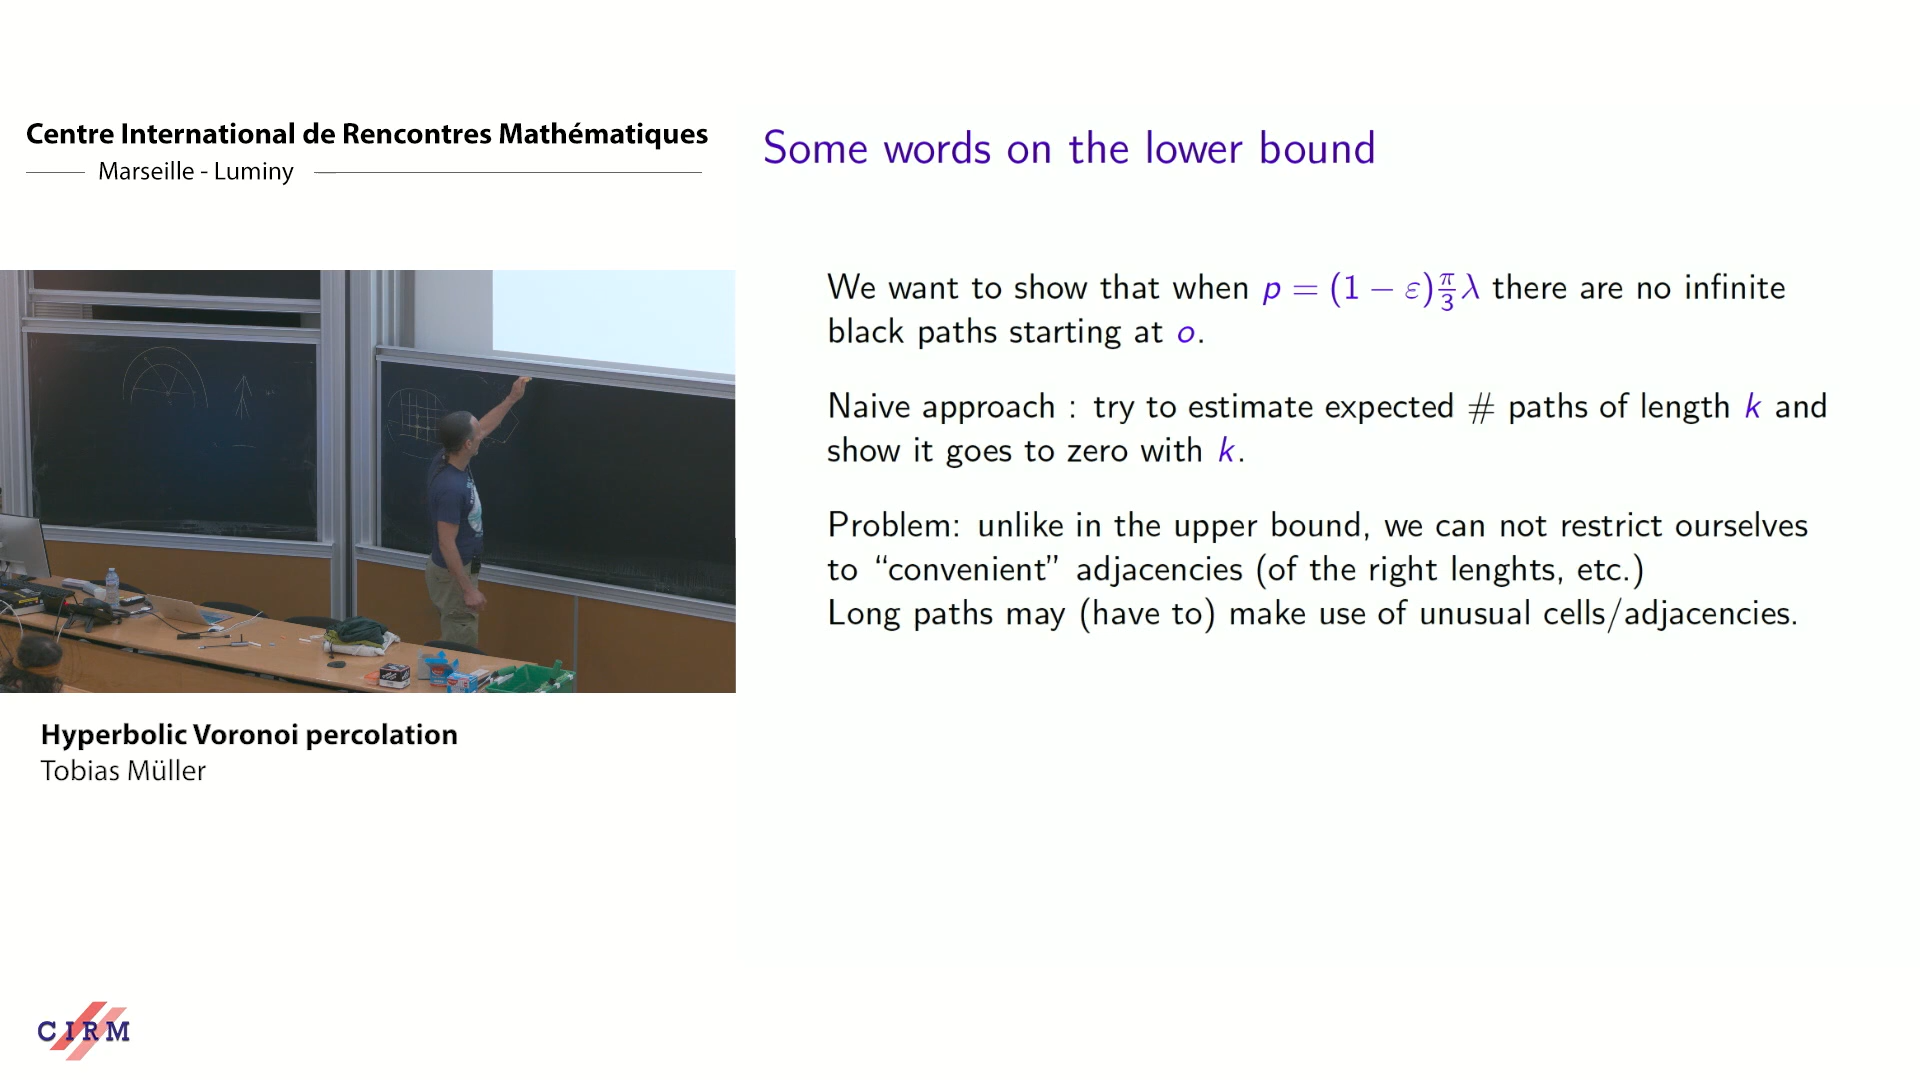 Centre International de Rencontres Mathématiques
Marseille - Luminy
Some words on the lower bound
We want to show that when p = (1 − ε)π/3 λ there are no infinite
black paths starting at o.
Naive approach : try to estimate expected # paths of length k and
show it goes to zero with k.
Problem: unlike in the upper bound, we can not restrict ourselves
to “convenient” adjacencies (of the right lenghts, etc.)
Long paths may (have to) make use of unusual cells/adjacencies.
Hyperbolic Voronoi percolation
Tobias Müller
CIRM